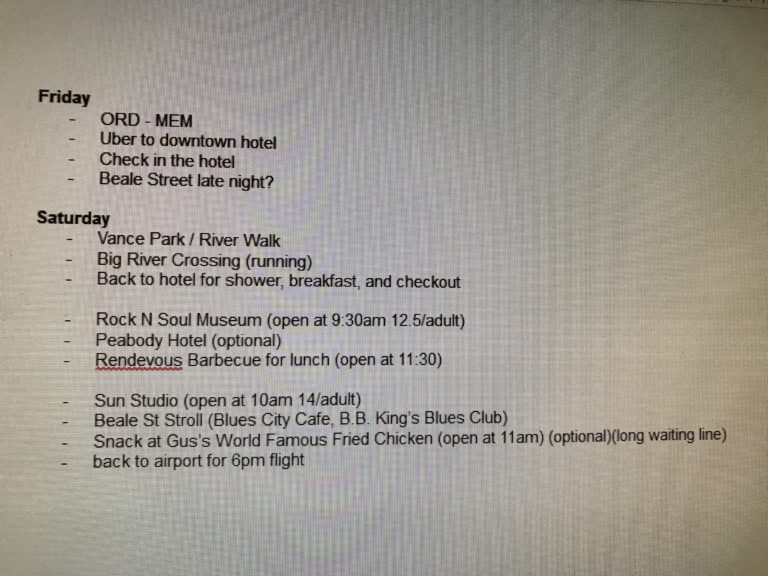 Friday
- ORD - MEM
- Uber to downtown hotel
- Check in the hotel
- Beale Street late night?
Saturday
- Vance Park / River Walk
- Big River Crossing (running)
- Back to hotel for shower, breakfast, and checkout
- Rock N Soul Museum (open at 9:30am 12.5/adult)
- Peabody Hotel (optional)
- Rendevous Barbecue for lunch (open at 11:30)
- Sun Studio (open at 10am 14/adult)
- Beale St Stroll (Blues City Cafe, B.B. King's Blues Club)
- Snack at Gus's World Famous Fried Chicken (open at 11am) (optional)(long waiting line)
- back to airport for 6pm flight